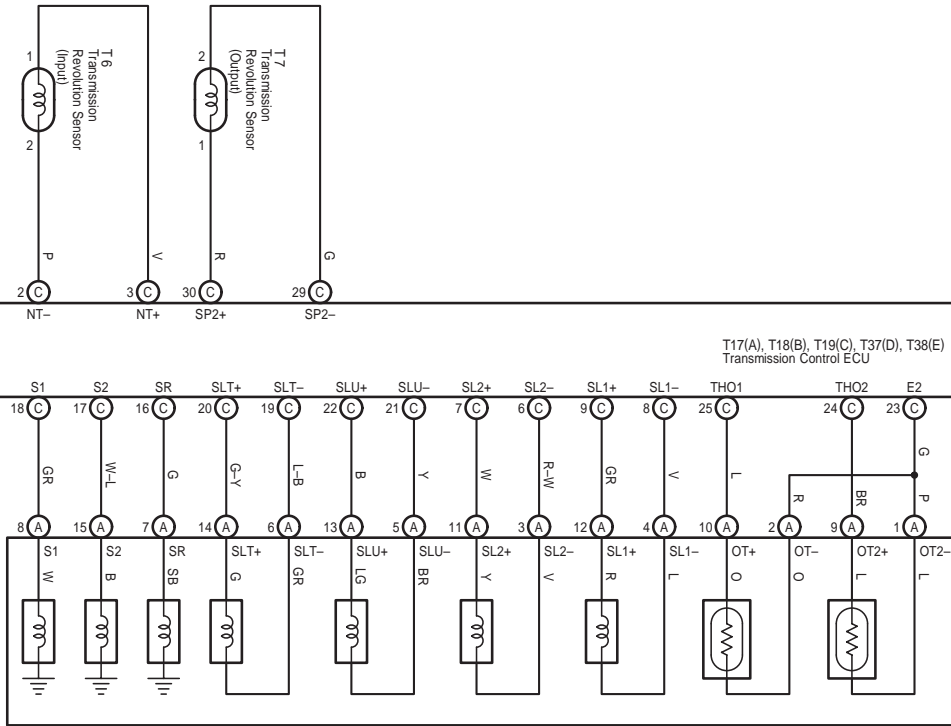 1
T 6
Transmission
Revolution Sensor
(Input)
2
2
T 7
Transmission
Revolution Sensor
(Output)
1
P
V
R
G
2 C
3 C
30 C
29 C
NT–
NT+
SP2+
SP2–
T17(A), T18(B), T19(C), T37(D), T38(E)
Transmission Control ECU
S1
S2
SR
SLT+
SLT–
SLU+
SLU–
SL2+
SL2–
SL1+
SL1–
THO1
THO2
E2
18 C
17 C
16 C
20 C
19 C
22 C
21 C
7 C
6 C
9 C
8 C
25 C
24 C
23 C
GR
W–L
G
G–Y
L–B
B
Y
W
R–W
GR
V
L
R
BR
G
P
8 A
15 A
7 A
14 A
6 A
13 A
5 A
11 A
3 A
12 A
4 A
10 A
2 A
9 A
1 A
S1
S2
SR
SLT+
SLT–
SLU+
SLU–
SL2+
SL2–
SL1+
SL1–
OT+
OT–
OT2+
OT2–
W
B
SB
G
GR
LG
BR
Y
V
R
L
O
O
L
L